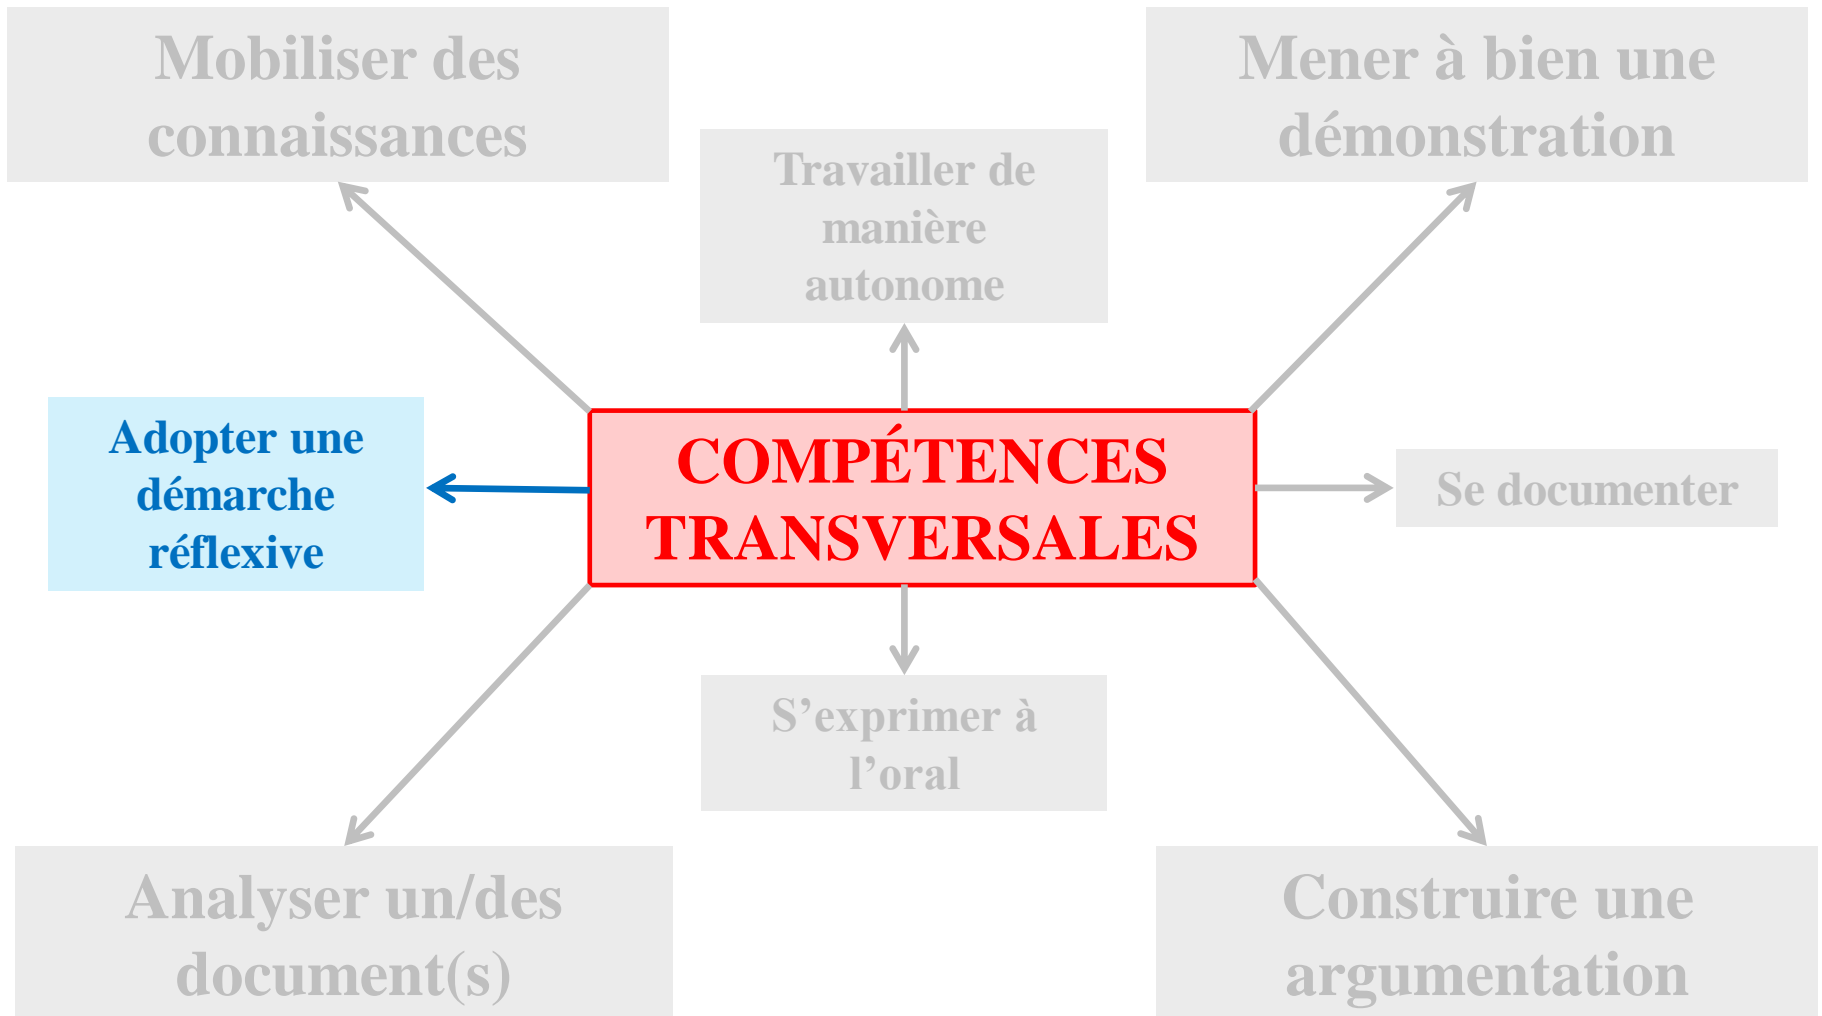 Mobiliser des
connaissances
Mener à bien une
démonstration
Travailler de
manière
autonome
Adopter une
démarche
réflexive
COMPÉTENCES
TRANSVERSALES
Se documenter
S’exprimer à
l’oral
Analyser un/des
document(s)
Construire une
argumentation